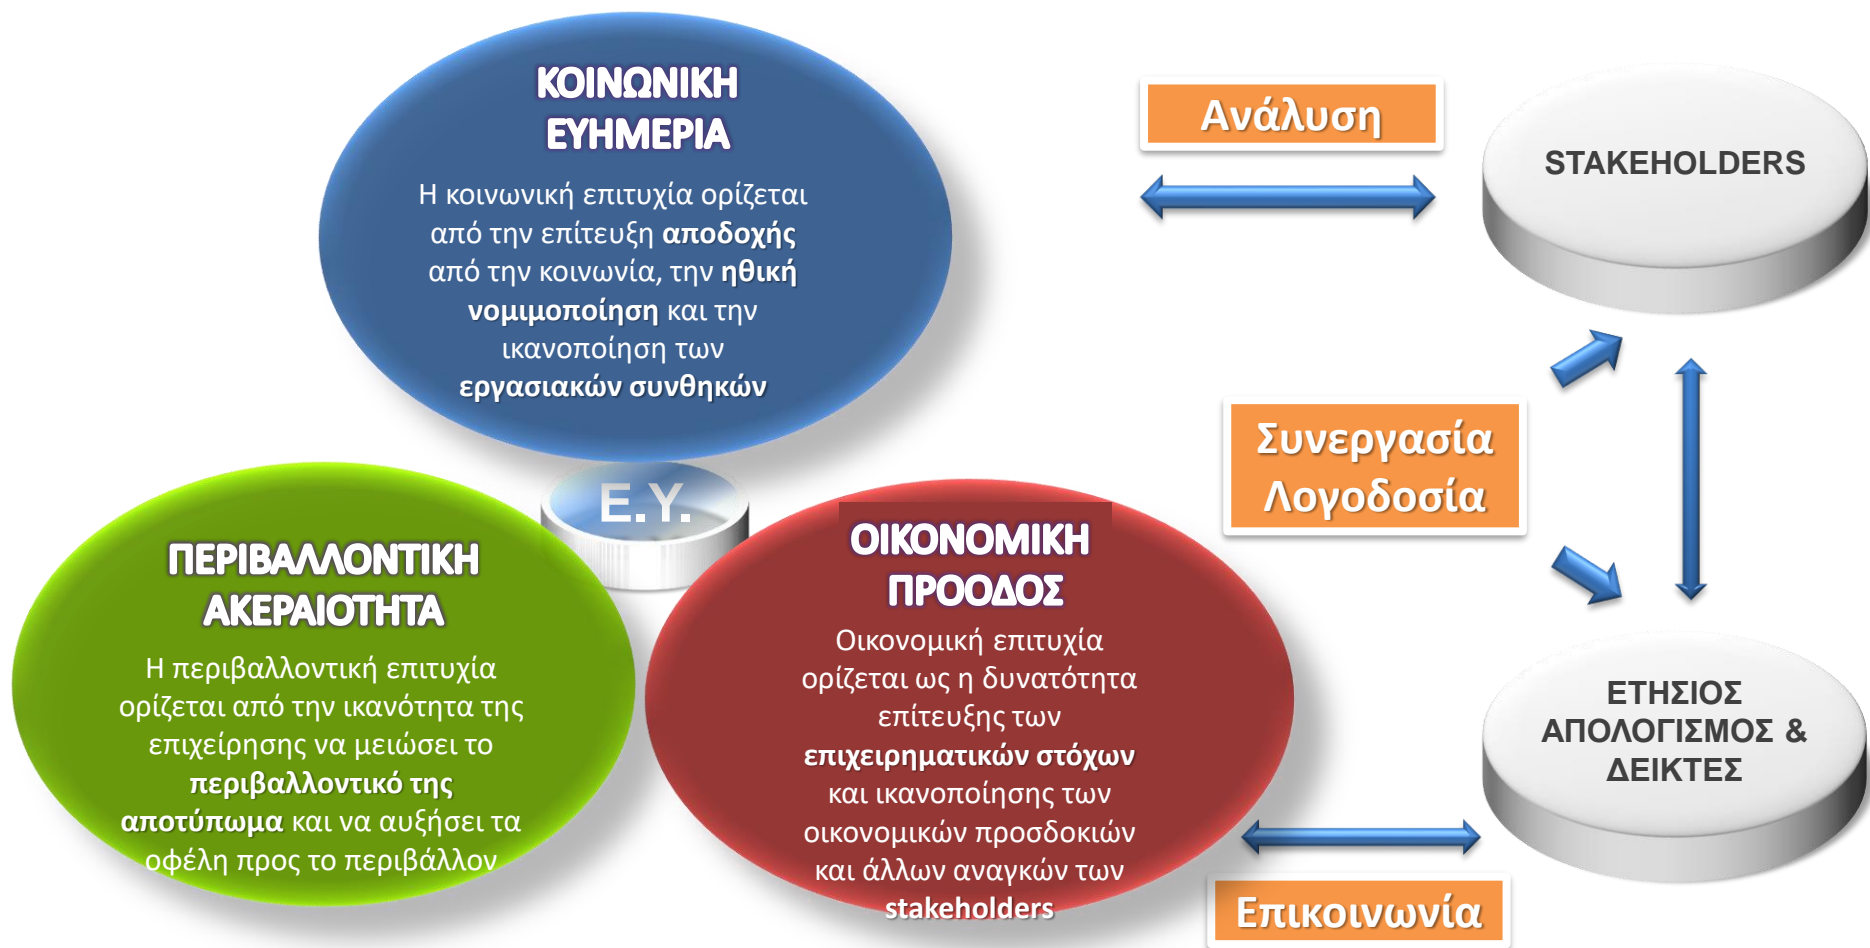 ΚΟΙΝΩΝΙΚΗ
ΕΥΗΜΕΡΙΑ
Η κοινωνική επιτυχία ορίζεται
από την επίτευξη αποδοχής
από την κοινωνία, την ηθική
νομιμοποίηση και την
ικανοποίηση των
εργασιακών συνθηκών
Ε.Υ.
ΠΕΡΙΒΑΛΛΟΝΤΙΚΗ
ΑΚΕΡΑΙΟΤΗΤΑ
Η περιβαλλοντική επιτυχία
ορίζεται από την ικανότητα της
επιχείρησης να μειώσει το
περιβαλλοντικό της
αποτύπωμα και να αυξήσει τα
οφέλη προς το περιβάλλον
ΟΙΚΟΝΟΜΙΚΗ
ΠΡΟΟΔΟΣ
Οικονομική επιτυχία
ορίζεται ως η δυνατότητα
επίτευξης των
επιχειρηματικών στόχων
και ικανοποίησης των
οικονομικών προσδοκιών
και άλλων αναγκών των
stakeholders
Ανάλυση
STAKEHOLDERS
Συνεργασία
Λογοδοσία
ΕΤΗΣΙΟΣ
ΑΠΟΛΟΓΙΣΜΟΣ &
ΔΕΙΚΤΕΣ
Επικοινωνία